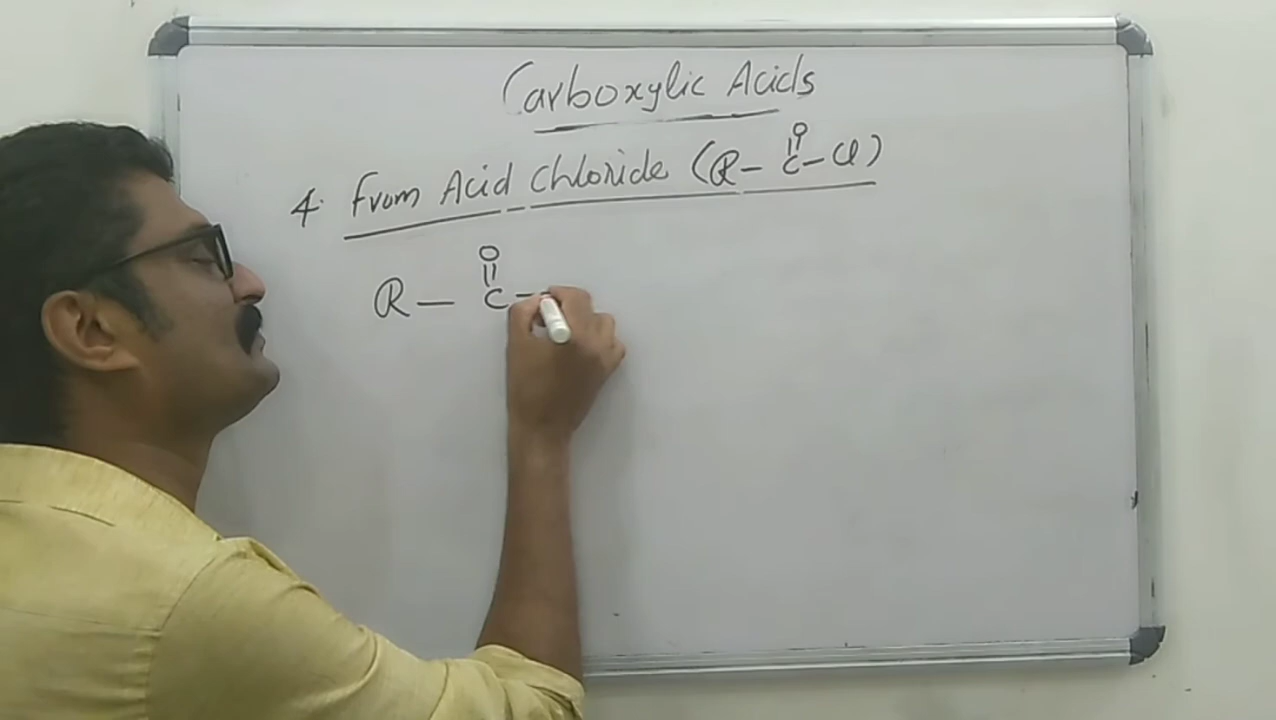 Carboxylic Acids
O
4. From Acid Chloride (R— C—Cl)
O
R — C—